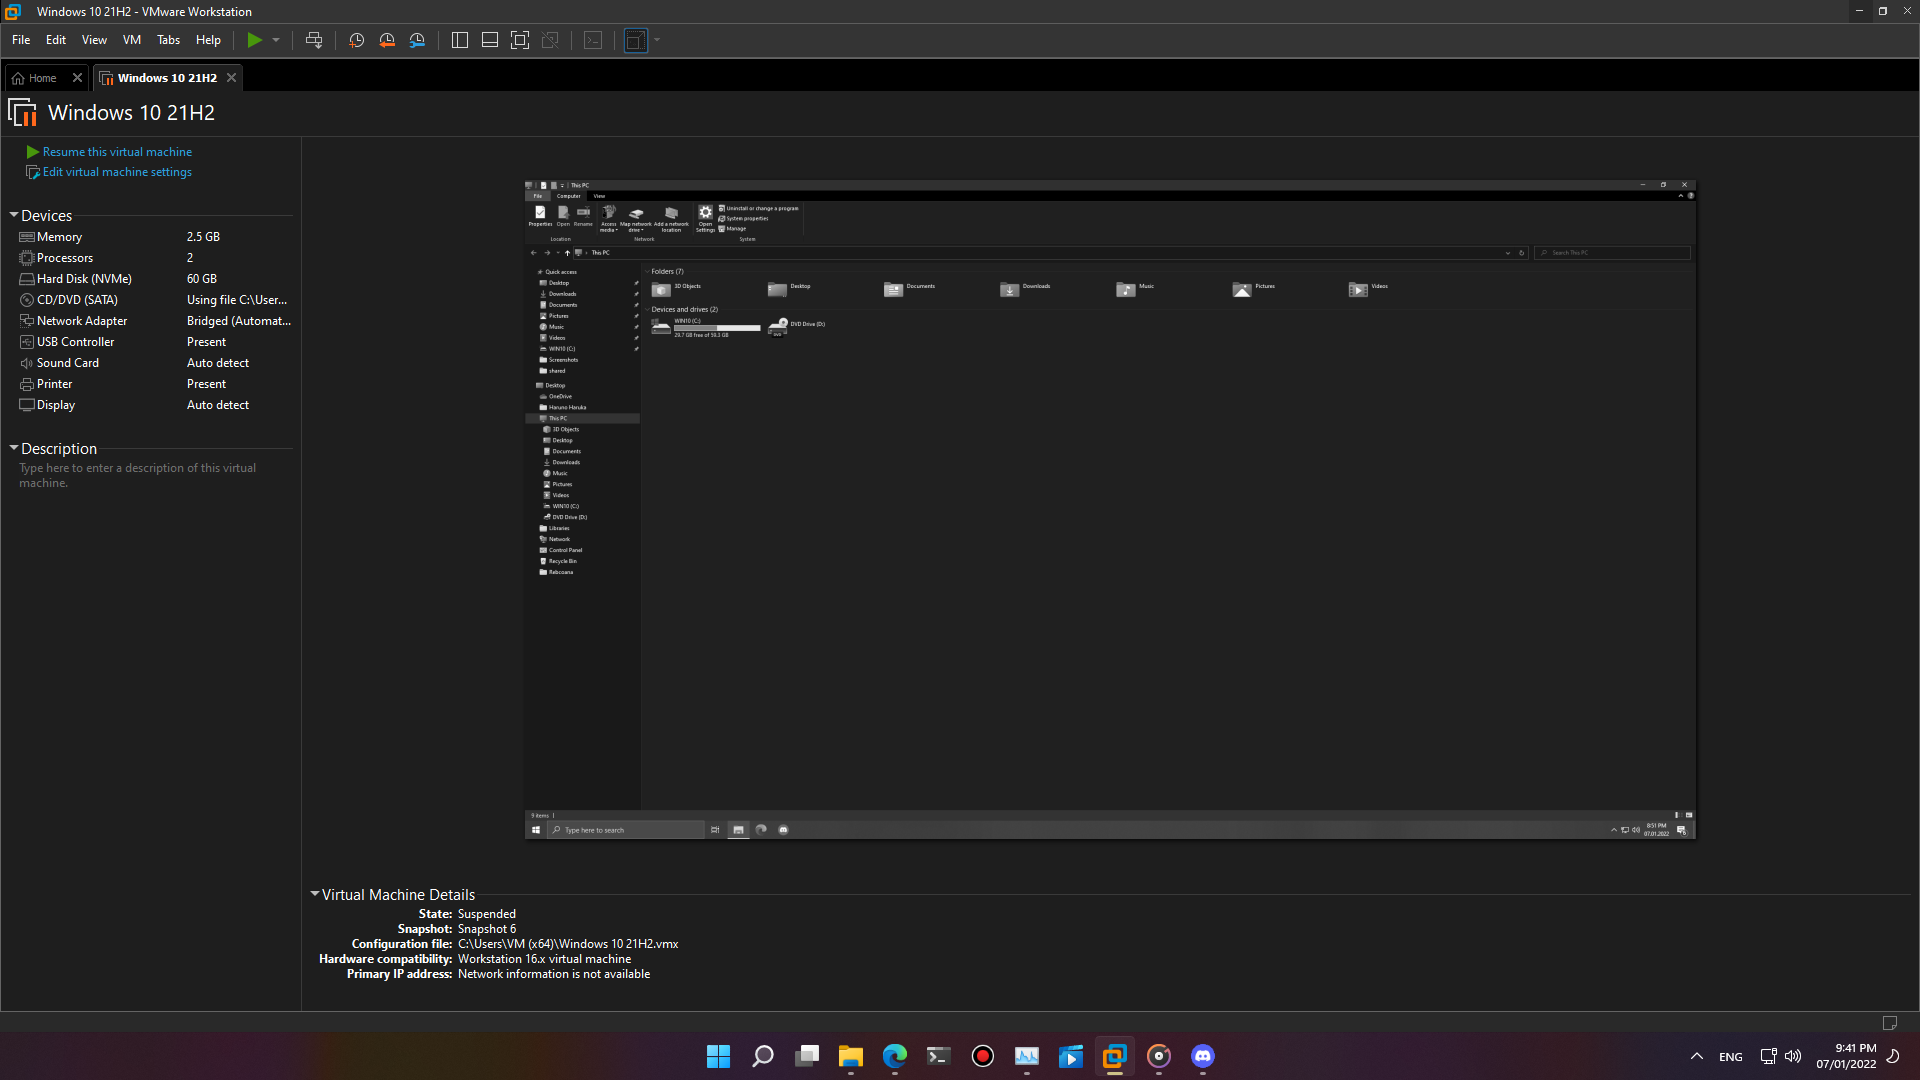 Windows 10 21H2 - VMware Workstation
File Edit View VM Tabs Help
Home
Windows 10 21H2
Windows 10 21H2
Resume this virtual machine
Edit virtual machine settings
Devices
Memory 2.5 GB
Processors 2
Hard Disk (NVMe) 60 GB
CD/DVD (SATA) Using file C:\User...
Network Adapter Bridged (Automat...
USB Controller Present
Sound Card Auto detect
Printer Present
Display Auto detect
Description
Type here to enter a description of this virtual
machine.
This PC
File Computer View
Properties Open Rename
Access media Map network drive Add a network location
Open Settings
Uninstall or change a program
System properties
Manage
Location Network System
This PC
Search This PC
Quick access
Desktop
Downloads
Documents
Pictures
Music
Videos
WIN10 (C:)
Screenshots
shared
Desktop
OneDrive
Haruno Haruka
This PC
3D Objects
Desktop
Documents
Downloads
Music
Pictures
Videos
WIN10 (C:)
DVD Drive (D:)
Libraries
Network
Control Panel
Recycle Bin
Rebcoana
Folders (7)
3D Objects Desktop Documents Downloads Music Pictures Videos
Devices and drives (2)
WIN10 (C:)
29.7 GB free of 59.3 GB
DVD Drive (D:)
9 items
Type here to search
8:51 PM
07.01.2022
Virtual Machine Details
State: Suspended
Snapshot: Snapshot 6
Configuration file: C:\Users\VM (x64)\Windows 10 21H2.vmx
Hardware compatibility: Workstation 16.x virtual machine
Primary IP address: Network information is not available
ENG
9:41 PM
07/01/2022